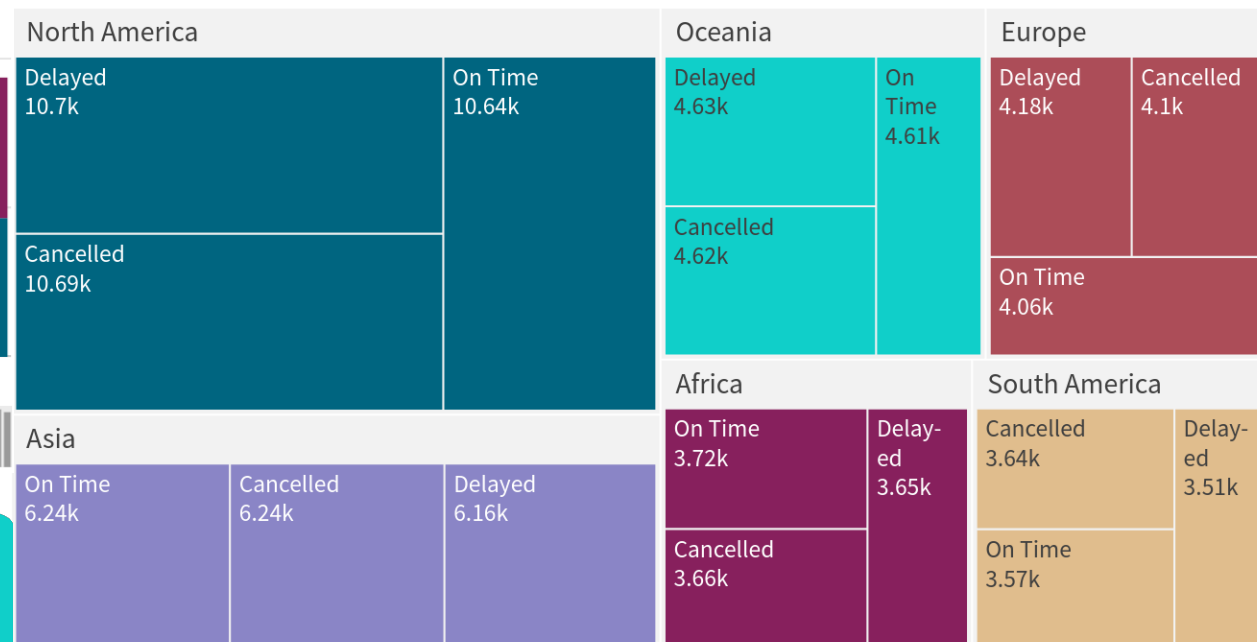 North America
Delayed
10.7k
On Time
10.64k
Cancelled
10.69k
Asia
On Time
6.24k
Cancelled
6.24k
Delayed
6.16k
Oceania
Delayed
4.63k
On
Time
4.61k
Cancelled
4.62k
Europe
Delayed
4.18k
Cancelled
4.1k
On Time
4.06k
Africa
On Time
3.72k
Delay-
ed
3.65k
Cancelled
3.66k
South America
Cancelled
3.64k
Delay-
ed
3.51k
On Time
3.57k